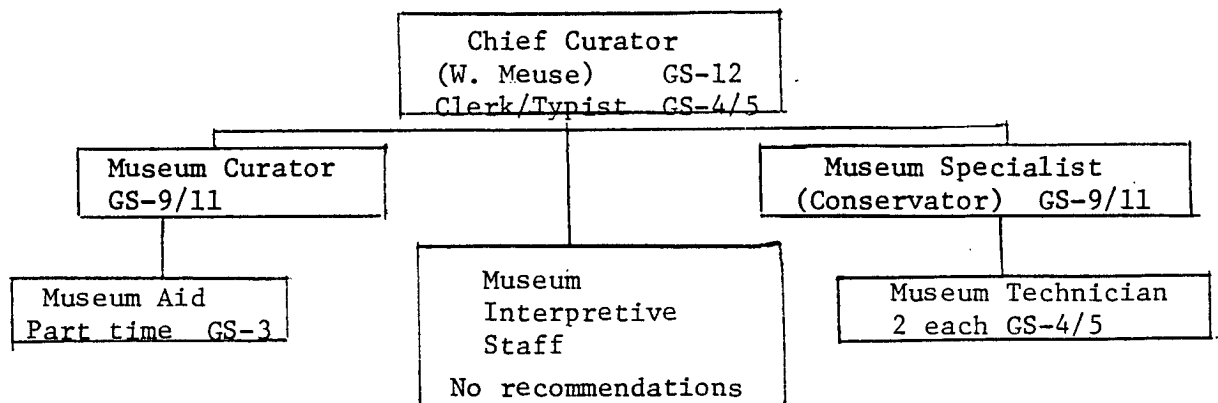 Chief Curator
(W. Meuse) GS-12
Clerk/Typist GS-4/5
Museum Curator
GS-9/11
Museum Specialist
(Conservator) GS-9/11
Museum Aid
Part time GS-3
Museum
Interpretive
Staff
No recommendations
Museum Technician
2 each GS-4/5